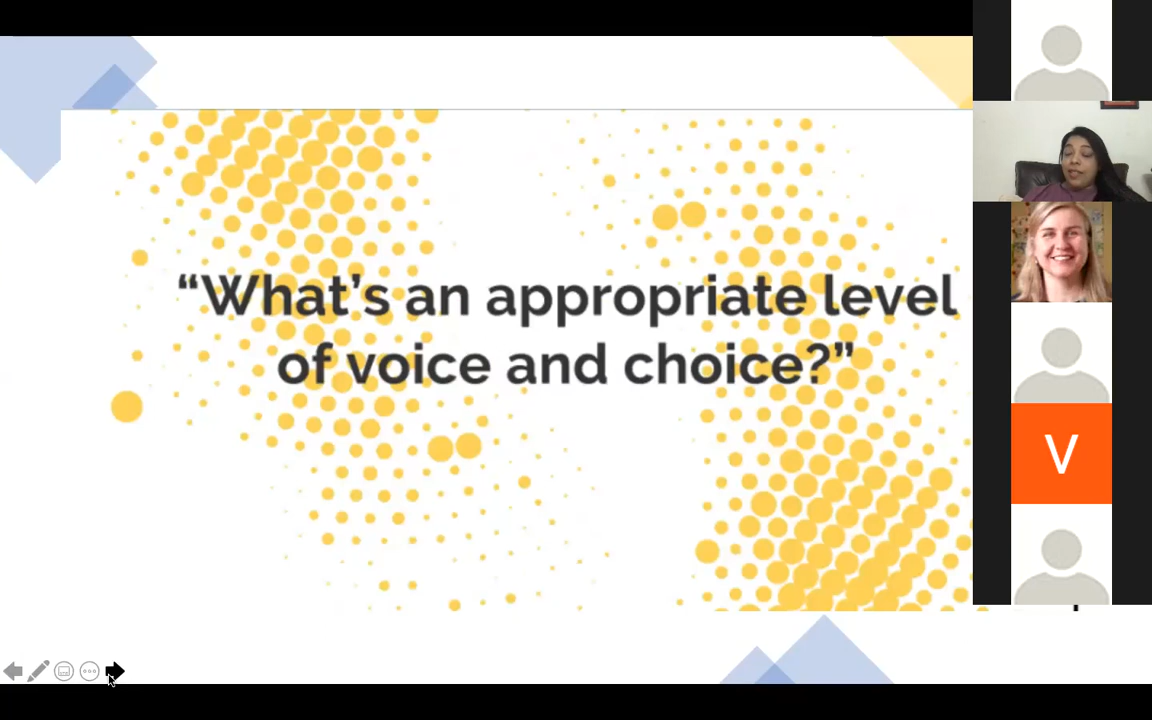 “What’s an appropriate level
of voice and choice?”
V